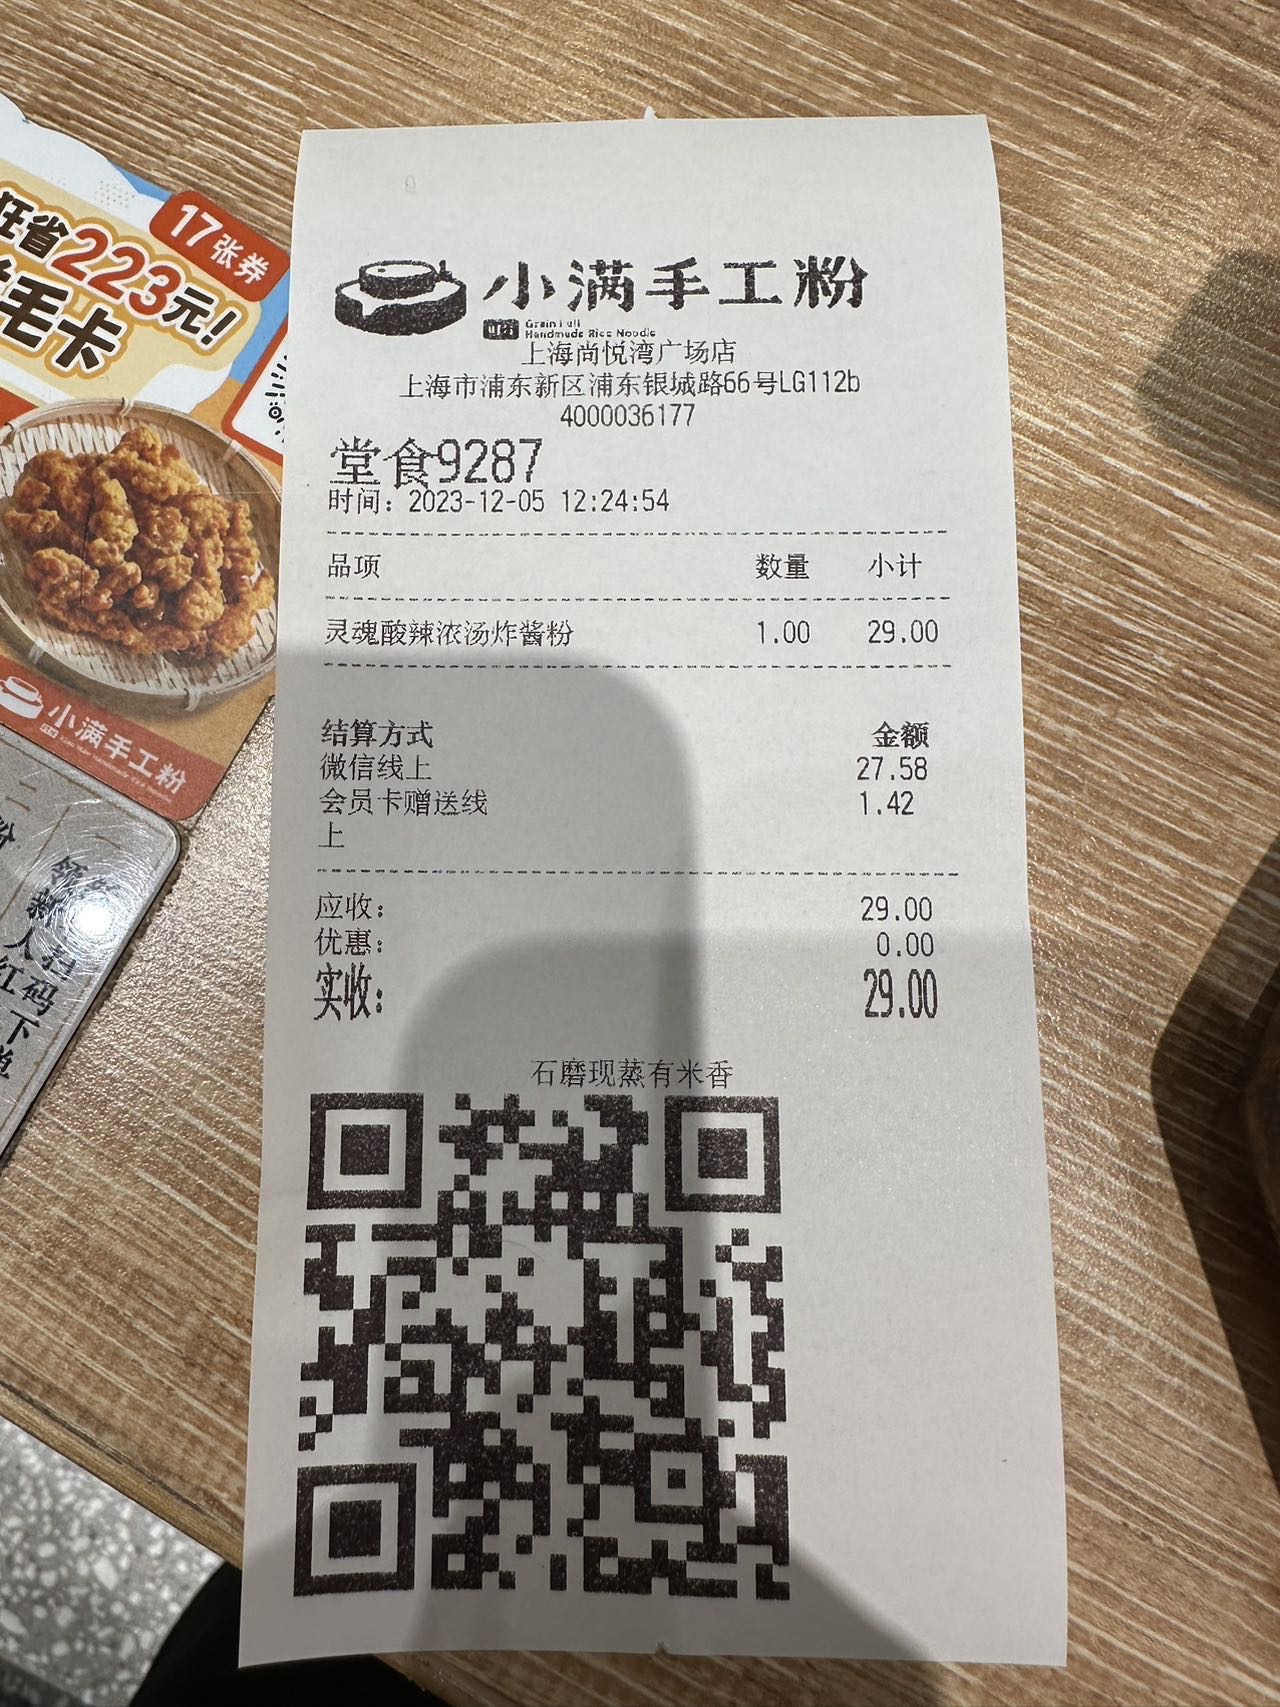 17张券
狂省223元!
毛卡
小满手工粉
小满手工粉
Grain Full
Handmade Rice Noodle
上海尚悦湾广场店
上海市浦东新区浦东银城路66号LG112b
4000036177
堂食9287
时间：2023-12-05 12:24:54
品项 数量 小计
灵魂酸辣浓汤炸酱粉 1.00 29.00
结算方式 金额
微信线上 27.58
会员卡赠送线 1.42
上
应收： 29.00
优惠： 0.00
实收： 29.00
石磨现蒸有米香